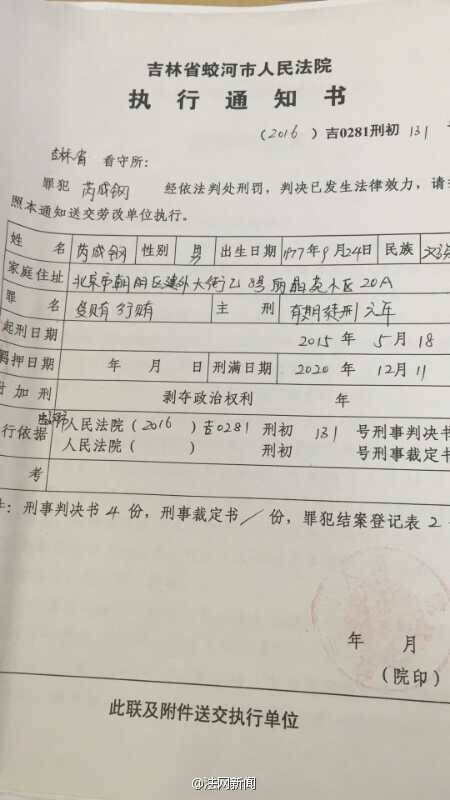 吉林省蛟河市人民法院
执行通知书
（2016）吉0281刑初 131
吉林省 看守所：
罪犯 芮成钢 经依法判处刑罚，判决已发生法律效力，请
照本通知送交劳改单位执行。
姓名 芮成钢 性别 男 出生日期 1977年9月24日 民族 汉
家庭住址 北京市朝阳区建外大街乙8号丽晶苑小区20A
罪名 受贿 行贿 主刑 有期徒刑六年
起刑日期 2015年5月18
羁押日期 年 月 日 刑满日期 2020年12月11
附加刑 剥夺政治权利 年
行依据 人民法院（2016）吉0281刑初 131 号刑事判决书
人民法院（ ） 刑初 号刑事裁定书
考
件：刑事判决书4份，刑事裁定书／份，罪犯结案登记表2
年 月
（院印）
此联及附件送交执行单位
@法网新闻